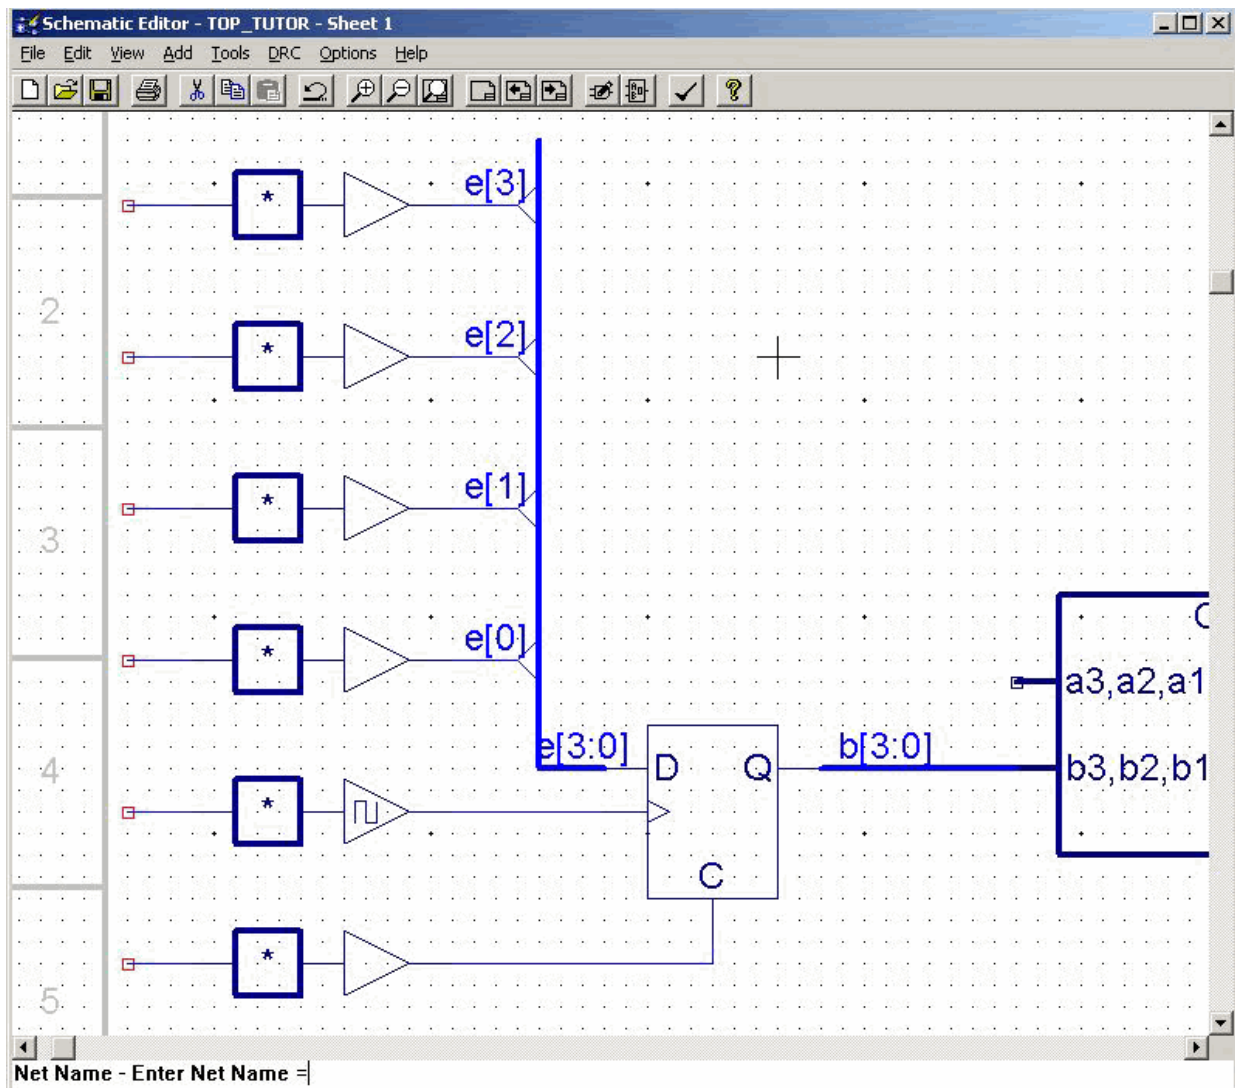 Schematic Editor - TOP_TUTOR - Sheet 1
File Edit View Add Tools DRC Options Help
e[3]
*
2
e[2]
*
e[1]
*
3
e[0]
*
a3,a2,a1
e[3:0]
b[3:0]
D
Q
b3,b2,b1
4
*
C
*
5
Net Name - Enter Net Name =